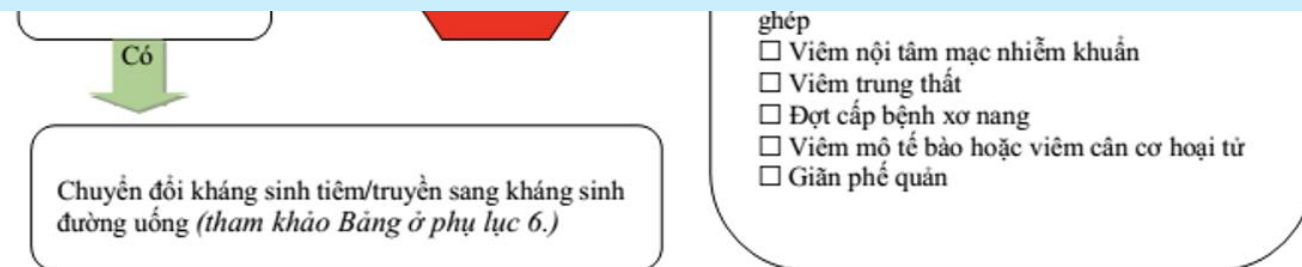 Có
Chuyển đổi kháng sinh tiêm/truyền sang kháng sinh
đường uống (tham khảo Bảng ở phụ lục 6.)
ghép
☐ Viêm nội tâm mạc nhiễm khuẩn
☐ Viêm trung thất
☐ Đợt cấp bệnh xơ nang
☐ Viêm mô tế bào hoặc viêm cân cơ hoại tử
☐ Giãn phế quản